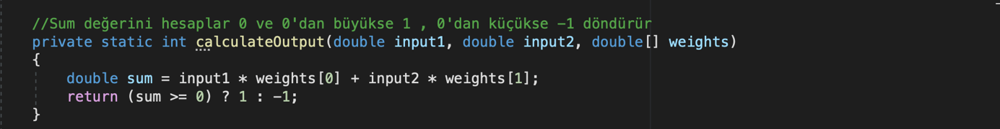 //Sum değerini hesaplar 0 ve 0'dan büyükse 1 , 0'dan küçükse -1 döndürür
private static int calculateOutput(double input1, double input2, double[] weights)
{
    double sum = input1 * weights[0] + input2 * weights[1];
    return (sum >= 0) ? 1 : -1;
}